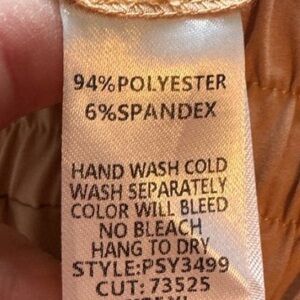 94%POLYESTER
6%SPANDEX
HAND WASH COLD
WASH SEPARATELY
COLOR WILL BLEED
NO BLEACH
HANG TO DRY
STYLE:PSY3499
CUT: 73525